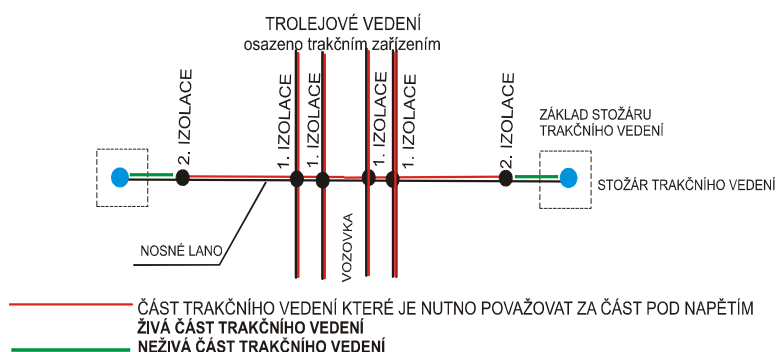 TROLEJOVÉ VEDENÍ
osazeno trakčním zařízením
2. IZOLACE
1. IZOLACE
1. IZOLACE
1. IZOLACE
1. IZOLACE
2. IZOLACE
ZÁKLAD STOŽÁRU
TRAKČNÍHO VEDENÍ
STOŽÁR TRAKČNÍHO VEDENÍ
NOSNÉ LANO
VOZOVKA
ČÁST TRAKČNÍHO VEDENÍ KTERÉ JE NUTNO POVAŽOVAT ZA ČÁST POD NAPĚTÍM
ŽIVÁ ČÁST TRAKČNÍHO VEDENÍ
NEŽIVÁ ČÁST TRAKČNÍHO VEDENÍ